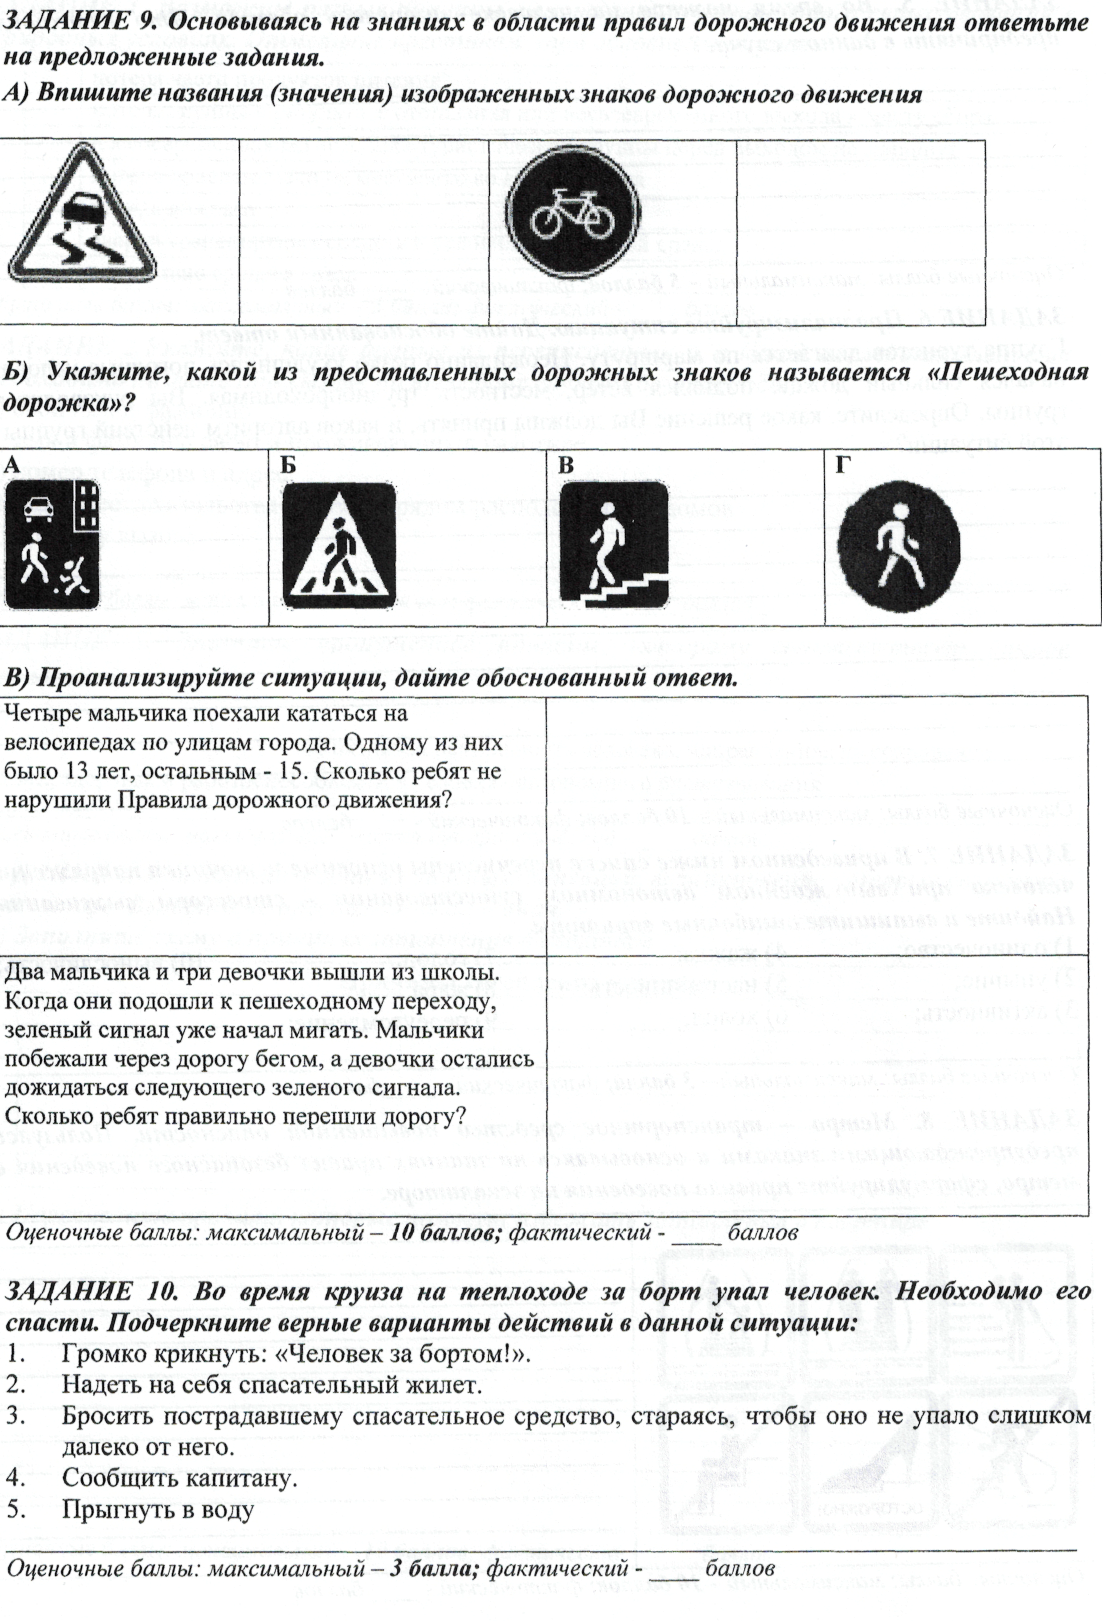 ЗАДАНИЕ 9. Основываясь на знаниях в области правил дорожного движения ответьте
на предложенные задания.
А) Впишите названия (значения) изображенных знаков дорожного движения
Б) Укажите, какой из представленных дорожных знаков называется «Пешеходная
дорожка»?
А
Б
В
Г
В) Проанализируйте ситуации, дайте обоснованный ответ.
Четыре мальчика поехали кататься на
велосипедах по улицам города. Одному из них
было 13 лет, остальным - 15. Сколько ребят не
нарушили Правила дорожного движения?
Два мальчика и три девочки вышли из школы.
Когда они подошли к пешеходному переходу,
зеленый сигнал уже начал мигать. Мальчики
побежали через дорогу бегом, а девочки остались
дожидаться следующего зеленого сигнала.
Сколько ребят правильно перешли дорогу?
Оценочные баллы: максимальный – 10 баллов; фактический - ____ баллов
ЗАДАНИЕ 10. Во время круиза на теплоходе за борт упал человек. Необходимо его
спасти. Подчеркните верные варианты действий в данной ситуации:
1. Громко крикнуть: «Человек за бортом!».
2. Надеть на себя спасательный жилет.
3. Бросить пострадавшему спасательное средство, стараясь, чтобы оно не упало слишком
далеко от него.
4. Сообщить капитану.
5. Прыгнуть в воду
Оценочные баллы: максимальный – 3 балла; фактический - ____ баллов